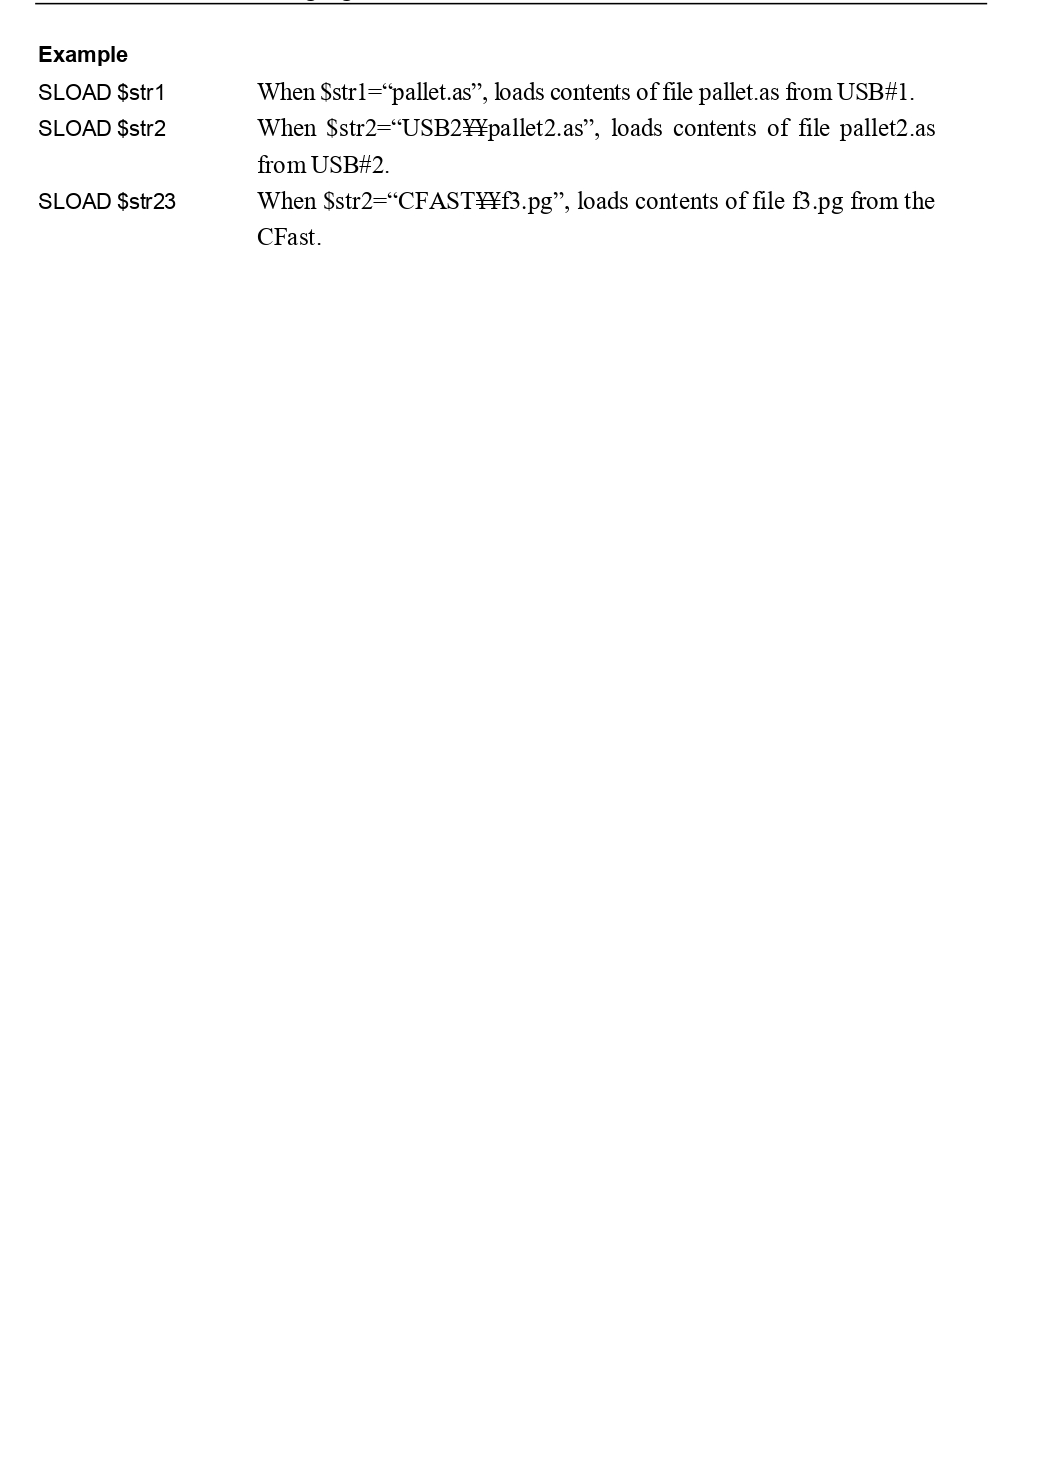 Example
SLOAD $str1 When $str1=“pallet.as”, loads contents of file pallet.as from USB#1.
SLOAD $str2 When $str2=“USB2¥¥pallet2.as”, loads contents of file pallet2.as
from USB#2.
SLOAD $str23 When $str2=“CFAST¥¥f3.pg”, loads contents of file f3.pg from the
CFast.